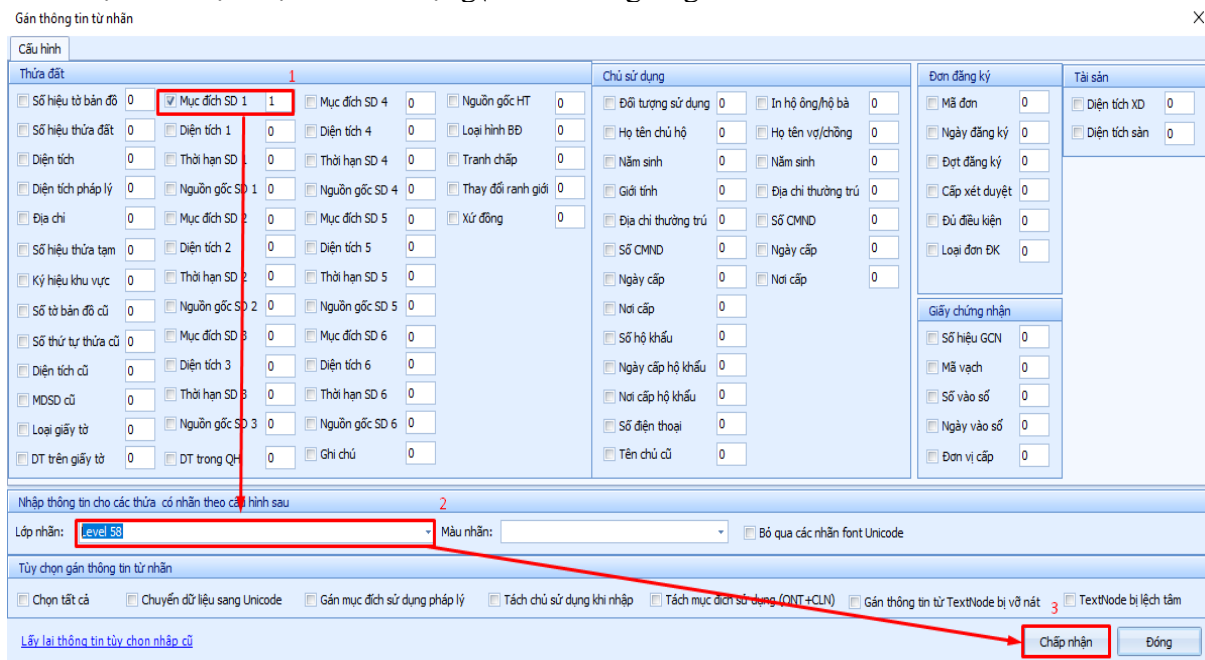 Gán thông tin từ nhãn
Cấu hình
Thửa đất
1
Số hiệu tờ bản đồ 0
Mục đích SD 1 1
Mục đích SD 4 0
Nguồn gốc HT 0
Số hiệu thửa đất 0
Diện tích 1 0
Diện tích 4 0
Loại hình BĐ 0
Diện tích 0
Thời hạn SD 1 0
Thời hạn SD 4 0
Tranh chấp 0
Diện tích pháp lý 0
Nguồn gốc SD 1 0
Nguồn gốc SD 4 0
Thay đổi ranh giới 0
Địa chỉ 0
Mục đích SD 2 0
Mục đích SD 5 0
Xứ đồng 0
Số hiệu thửa tạm 0
Diện tích 2 0
Diện tích 5 0
Ký hiệu khu vực 0
Thời hạn SD 2 0
Thời hạn SD 5 0
Số tờ bản đồ cũ 0
Nguồn gốc SD 2 0
Nguồn gốc SD 5 0
Số thứ tự thửa cũ 0
Mục đích SD 3 0
Mục đích SD 6 0
Diện tích cũ 0
Diện tích 3 0
Diện tích 6 0
MDSD cũ 0
Thời hạn SD 3 0
Thời hạn SD 6 0
Loại giấy tờ 0
Nguồn gốc SD 3 0
Nguồn gốc SD 6 0
DT trên giấy tờ 0
DT trong QH 0
Ghi chú 0
Chủ sử dụng
Đối tượng sử dụng 0
In hộ ông/hộ bà 0
Họ tên chủ hộ 0
Họ tên vợ/chồng 0
Năm sinh 0
Năm sinh 0
Giới tính 0
Địa chỉ thường trú 0
Địa chỉ thường trú 0
Số CMND 0
Số CMND 0
Ngày cấp 0
Ngày cấp 0
Nơi cấp 0
Nơi cấp 0
Số hộ khẩu 0
Ngày cấp hộ khẩu 0
Nơi cấp hộ khẩu 0
Số điện thoại 0
Tên chủ cũ 0
Đơn đăng ký
Mã đơn 0
Ngày đăng ký 0
Đợt đăng ký 0
Cấp xét duyệt 0
Đủ điều kiện 0
Loại đơn ĐK 0
Giấy chứng nhận
Số hiệu GCN 0
Mã vạch 0
Số vào sổ 0
Ngày vào sổ 0
Đơn vị cấp 0
Tài sản
Diện tích XD 0
Diện tích sàn 0
Nhập thông tin cho các thửa có nhãn theo cấu hình sau
2
Lớp nhãn: Level 58
Màu nhãn:
Bỏ qua các nhãn font Unicode
Tùy chọn gán thông tin từ nhãn
Chọn tất cả
Chuyển dữ liệu sang Unicode
Gán mục đích sử dụng pháp lý
Tách chủ sử dụng khi nhập
Tách mục đích sử dụng (ONT+CLN)
Gán thông tin từ TextNode bị vỡ nát
3
TextNode bị lệch tâm
Lấy lại thông tin tùy chọn nhập cũ
Chấp nhận
Đóng